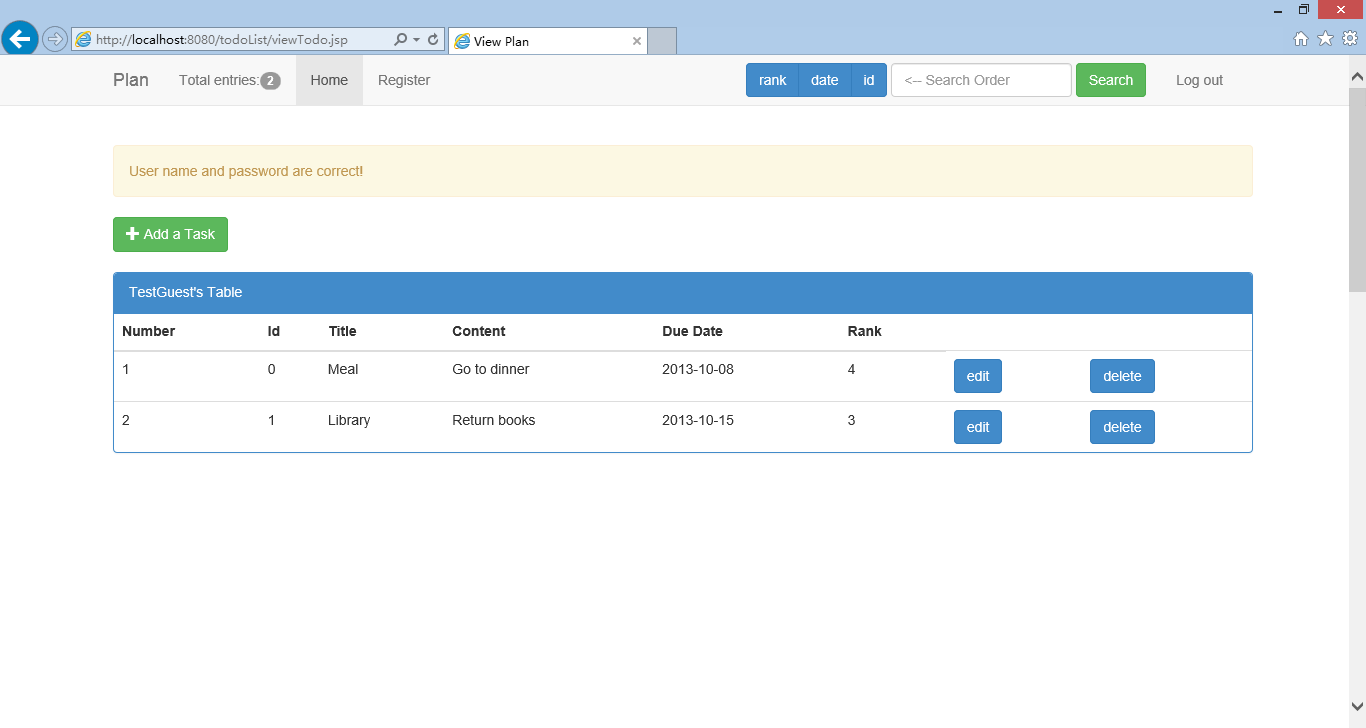 http://localhost:8080/todoList/viewTodo.jsp View Plan
Plan Total entries: 2 Home Register rank date id <-- Search Order Search Log out
User name and password are correct!
Add a Task
TestGuest's Table
Number Id Title Content Due Date Rank
1 0 Meal Go to dinner 2013-10-08 4 edit delete
2 1 Library Return books 2013-10-15 3 edit delete